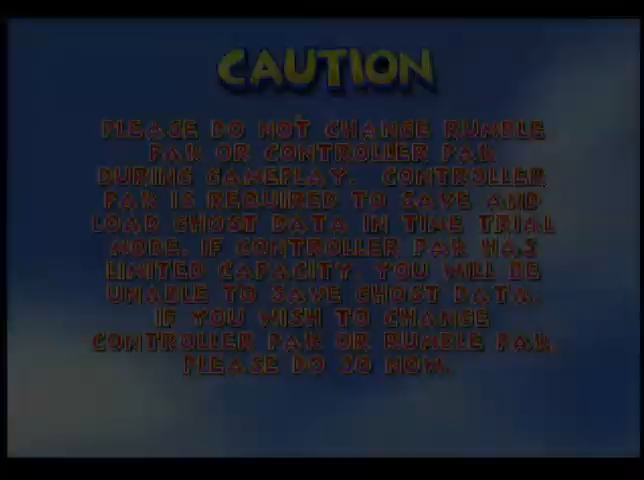 CAUTION
PLEASE DO NOT CHANGE RUMBLE
PAK OR CONTROLLER PAK
DURING GAMEPLAY. CONTROLLER
PAK IS REQUIRED TO SAVE AND
LOAD GHOST DATA IN TIME TRIAL
MODE. IF CONTROLLER PAK HAS
LIMITED CAPACITY, YOU WILL BE
UNABLE TO SAVE GHOST DATA.
IF YOU WISH TO CHANGE
CONTROLLER PAK OR RUMBLE PAK,
PLEASE DO SO NOW.